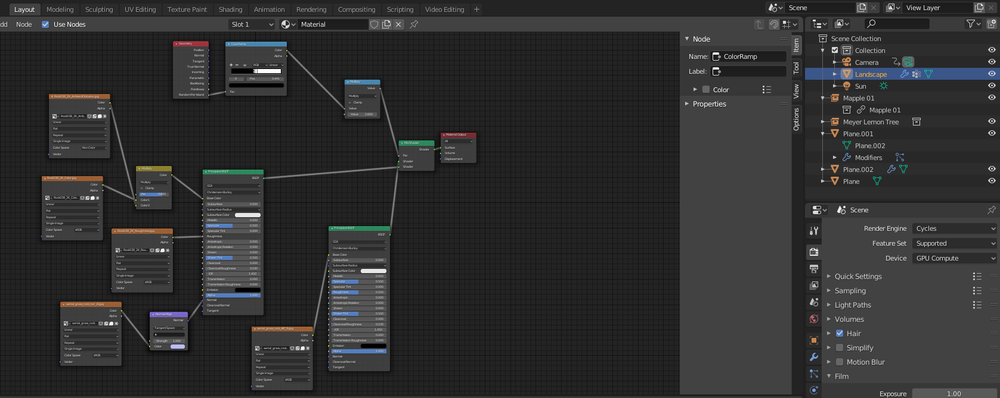 Layout Modeling Sculpting UV Editing Texture Paint Shading Animation Rendering Compositing Scripting Video Editing +
Scene
View Layer
dd Node Use Nodes
Slot 1
Material
Geometry
Position
Normal
Tangent
True Normal
Incoming
Parametric
Backfacing
Pointiness
Random Per Island
ColorRamp
Color
Alpha
RGB Linear
0 Pos 0.441
Fac
Multiply
Value
Multiply
Clamp
Value
Value 2.600
Rock038_2K_AmbientOcclusion.jpg
Color
Alpha
Rock038_2K_Amb..
Linear
Flat
Repeat
Single Image
Color Space Non-Color
Vector
Rock038_2K_Color.jpg
Color
Alpha
Rock038_2K_Colo..
Linear
Flat
Repeat
Single Image
Color Space sRGB
Vector
Multiply
Color
Multiply
Clamp
Fac 0.800
Color1
Color2
Rock038_2K_Roughness.jpg
Color
Alpha
Rock038_2K_Rou..
Linear
Flat
Repeat
Single Image
Color Space sRGB
Vector
aerial_grass_rock_nor_2k.jpg
Color
Alpha
aerial_grass_rock..
Linear
Flat
Repeat
Single Image
Color Space sRGB
Vector
Normal Map
Normal
Tangent Space
Strength 1.000
Color
Principled BSDF
BSDF
GGX
Christensen-Burley
Base Color
Subsurface 0.000
Subsurface Radius
Subsurface Color
Metallic 0.000
Specular 0.500
Specular Tint 0.000
Roughness
Anisotropic 0.000
Anisotropic Rotation 0.000
Sheen 0.000
Sheen Tint 0.500
Clearcoat 0.000
Clearcoat Roughness 0.030
IOR 1.450
Transmission 0.000
Transmission Roughness 0.000
Emission
Alpha 1.000
Normal
Clearcoat Normal
Tangent
aerial_grass_rock_diff_2k.jpg
Color
Alpha
aerial_grass_rock..
Linear
Flat
Repeat
Single Image
Color Space sRGB
Vector
Principled BSDF
BSDF
GGX
Christensen-Burley
Base Color
Subsurface 0.000
Subsurface Radius
Subsurface Color
Metallic 0.000
Specular 0.500
Specular Tint 0.000
Roughness 0.500
Anisotropic 0.000
Anisotropic Rotation 0.000
Sheen 0.000
Sheen Tint 0.500
Clearcoat 0.000
Clearcoat Roughness 0.030
IOR 1.450
Transmission 0.000
Transmission Roughness 0.000
Emission
Alpha 1.000
Normal
Clearcoat Normal
Tangent
Mix Shader
Shader
Fac
Shader
Shader
Material Output
All
Surface
Volume
Displacement
Node
Name: ColorRamp
Label:
Color
Properties
Item
Tool
View
Options
Scene Collection
Collection
Camera
Landscape
Sun
Mapple 01
Mapple 01
Meyer Lemon Tree
Plane.001
Plane.002
Modifiers
Plane.002
Plane
Scene
Render Engine Cycles
Feature Set Supported
Device GPU Compute
Quick Settings
Sampling
Light Paths
Volumes
Hair
Simplify
Motion Blur
Film
Exposure 1.00